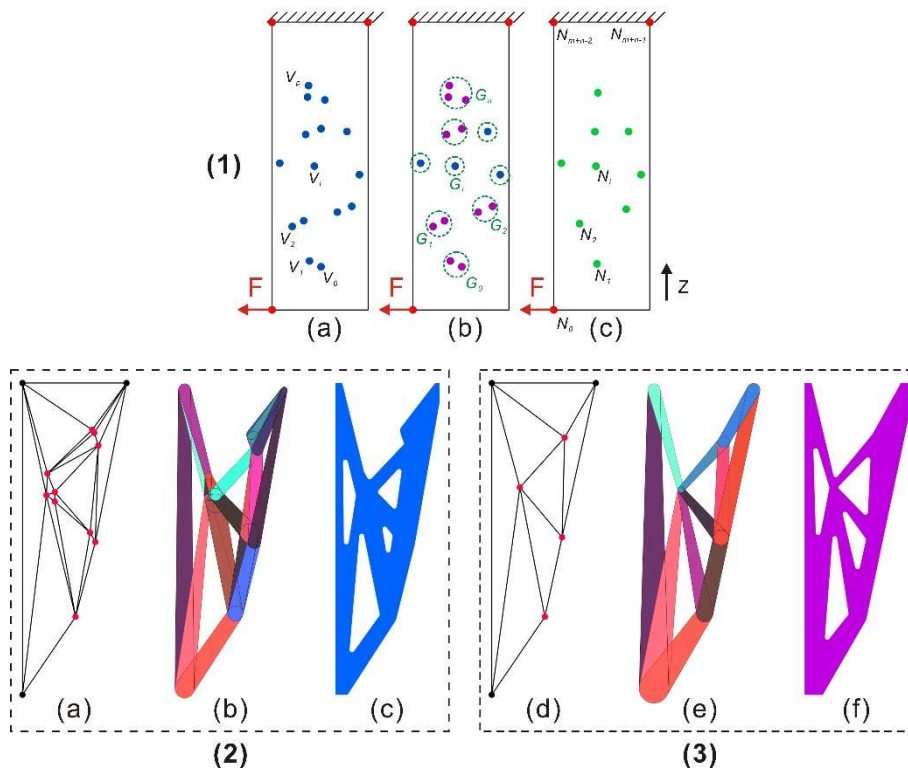 N_{m+n-2} N_{m+n-1}
G_n
(1)
V_i G_i N_i
V_2 G_1 G_2 N_2
V_1 V_0 G_0 N_1
F F F Z
N_0
(a) (b) (c)
(a) (b) (c)
(2)
(d) (e) (f)
(3)